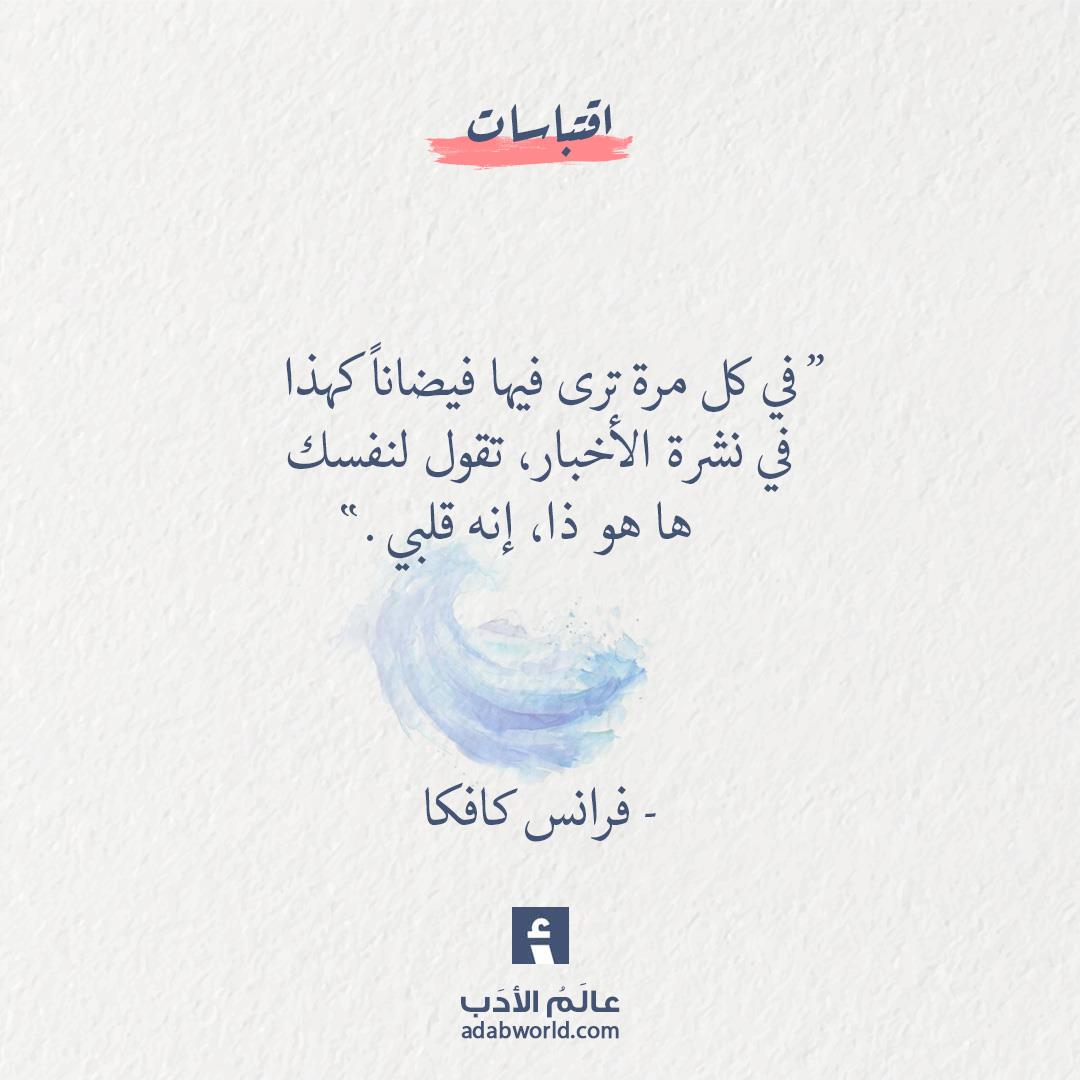 اقتباسات
” في كل مرة ترى فيها فيضاناً كهذا
في نشرة الأخبار، تقول لنفسك
ها هو ذا، إنه قلبي . “
- فرانس كافكا
أ
عالَمُ الأدَب
adabworld.com